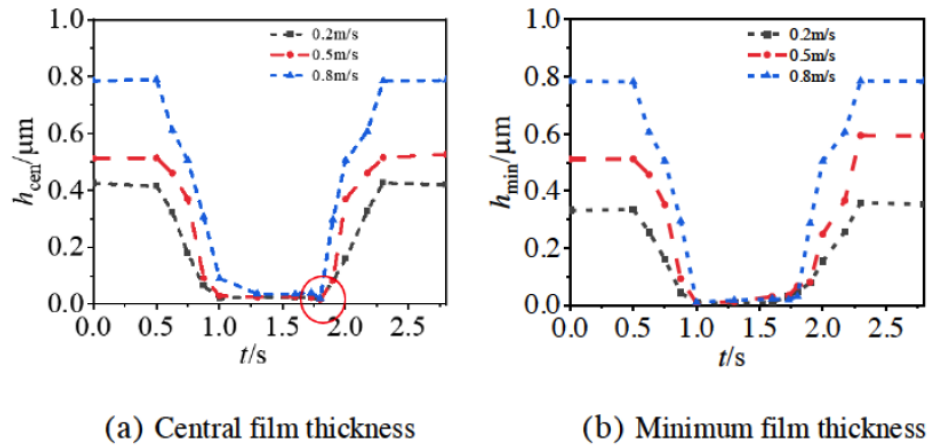 1.0
0.8
0.6
0.4
0.2
0.0
h_cen/μm
0.2m/s
0.5m/s
0.8m/s
0.0 0.5 1.0 1.5 2.0 2.5
t/s
(a) Central film thickness
1.0
0.8
0.6
0.4
0.2
0.0
h_min/μm
0.2m/s
0.5m/s
0.8m/s
0.0 0.5 1.0 1.5 2.0 2.5
t/s
(b) Minimum film thickness